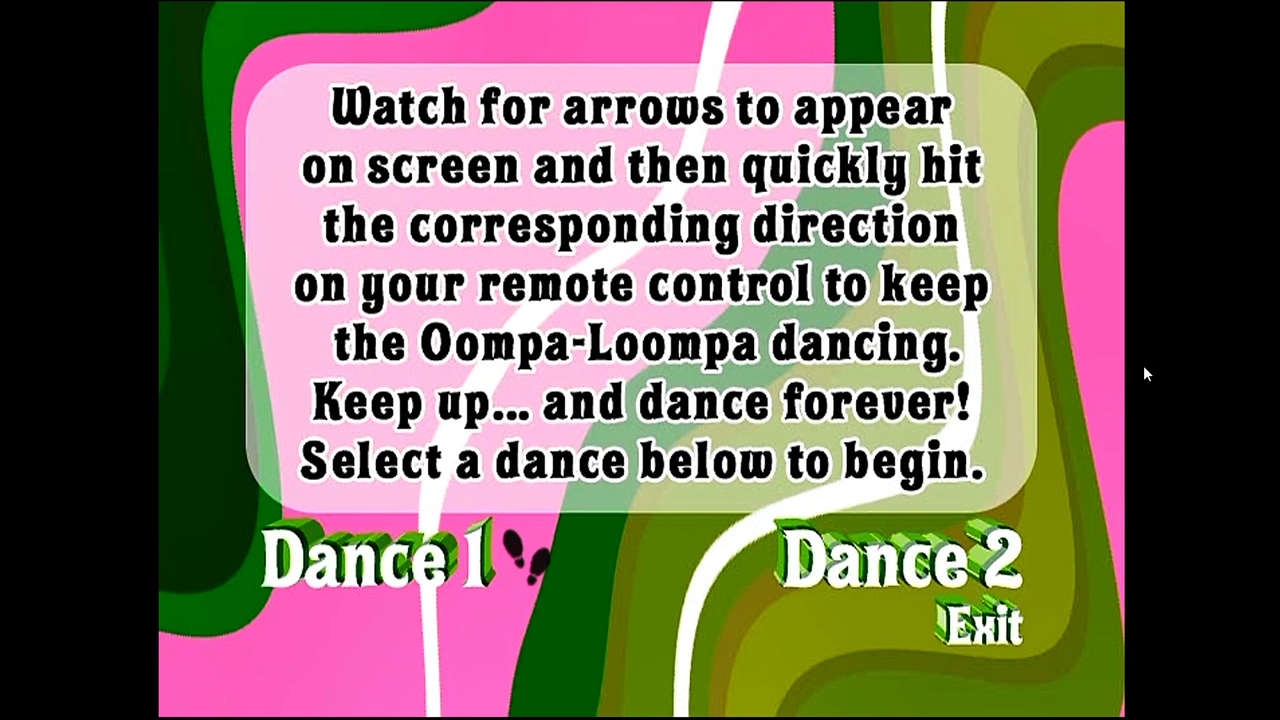 Watch for arrows to appear
on screen and then quickly hit
the corresponding direction
on your remote control to keep
the Oompa-Loompa dancing.
Keep up... and dance forever!
Select a dance below to begin.
Dance 1
Dance 2
Exit